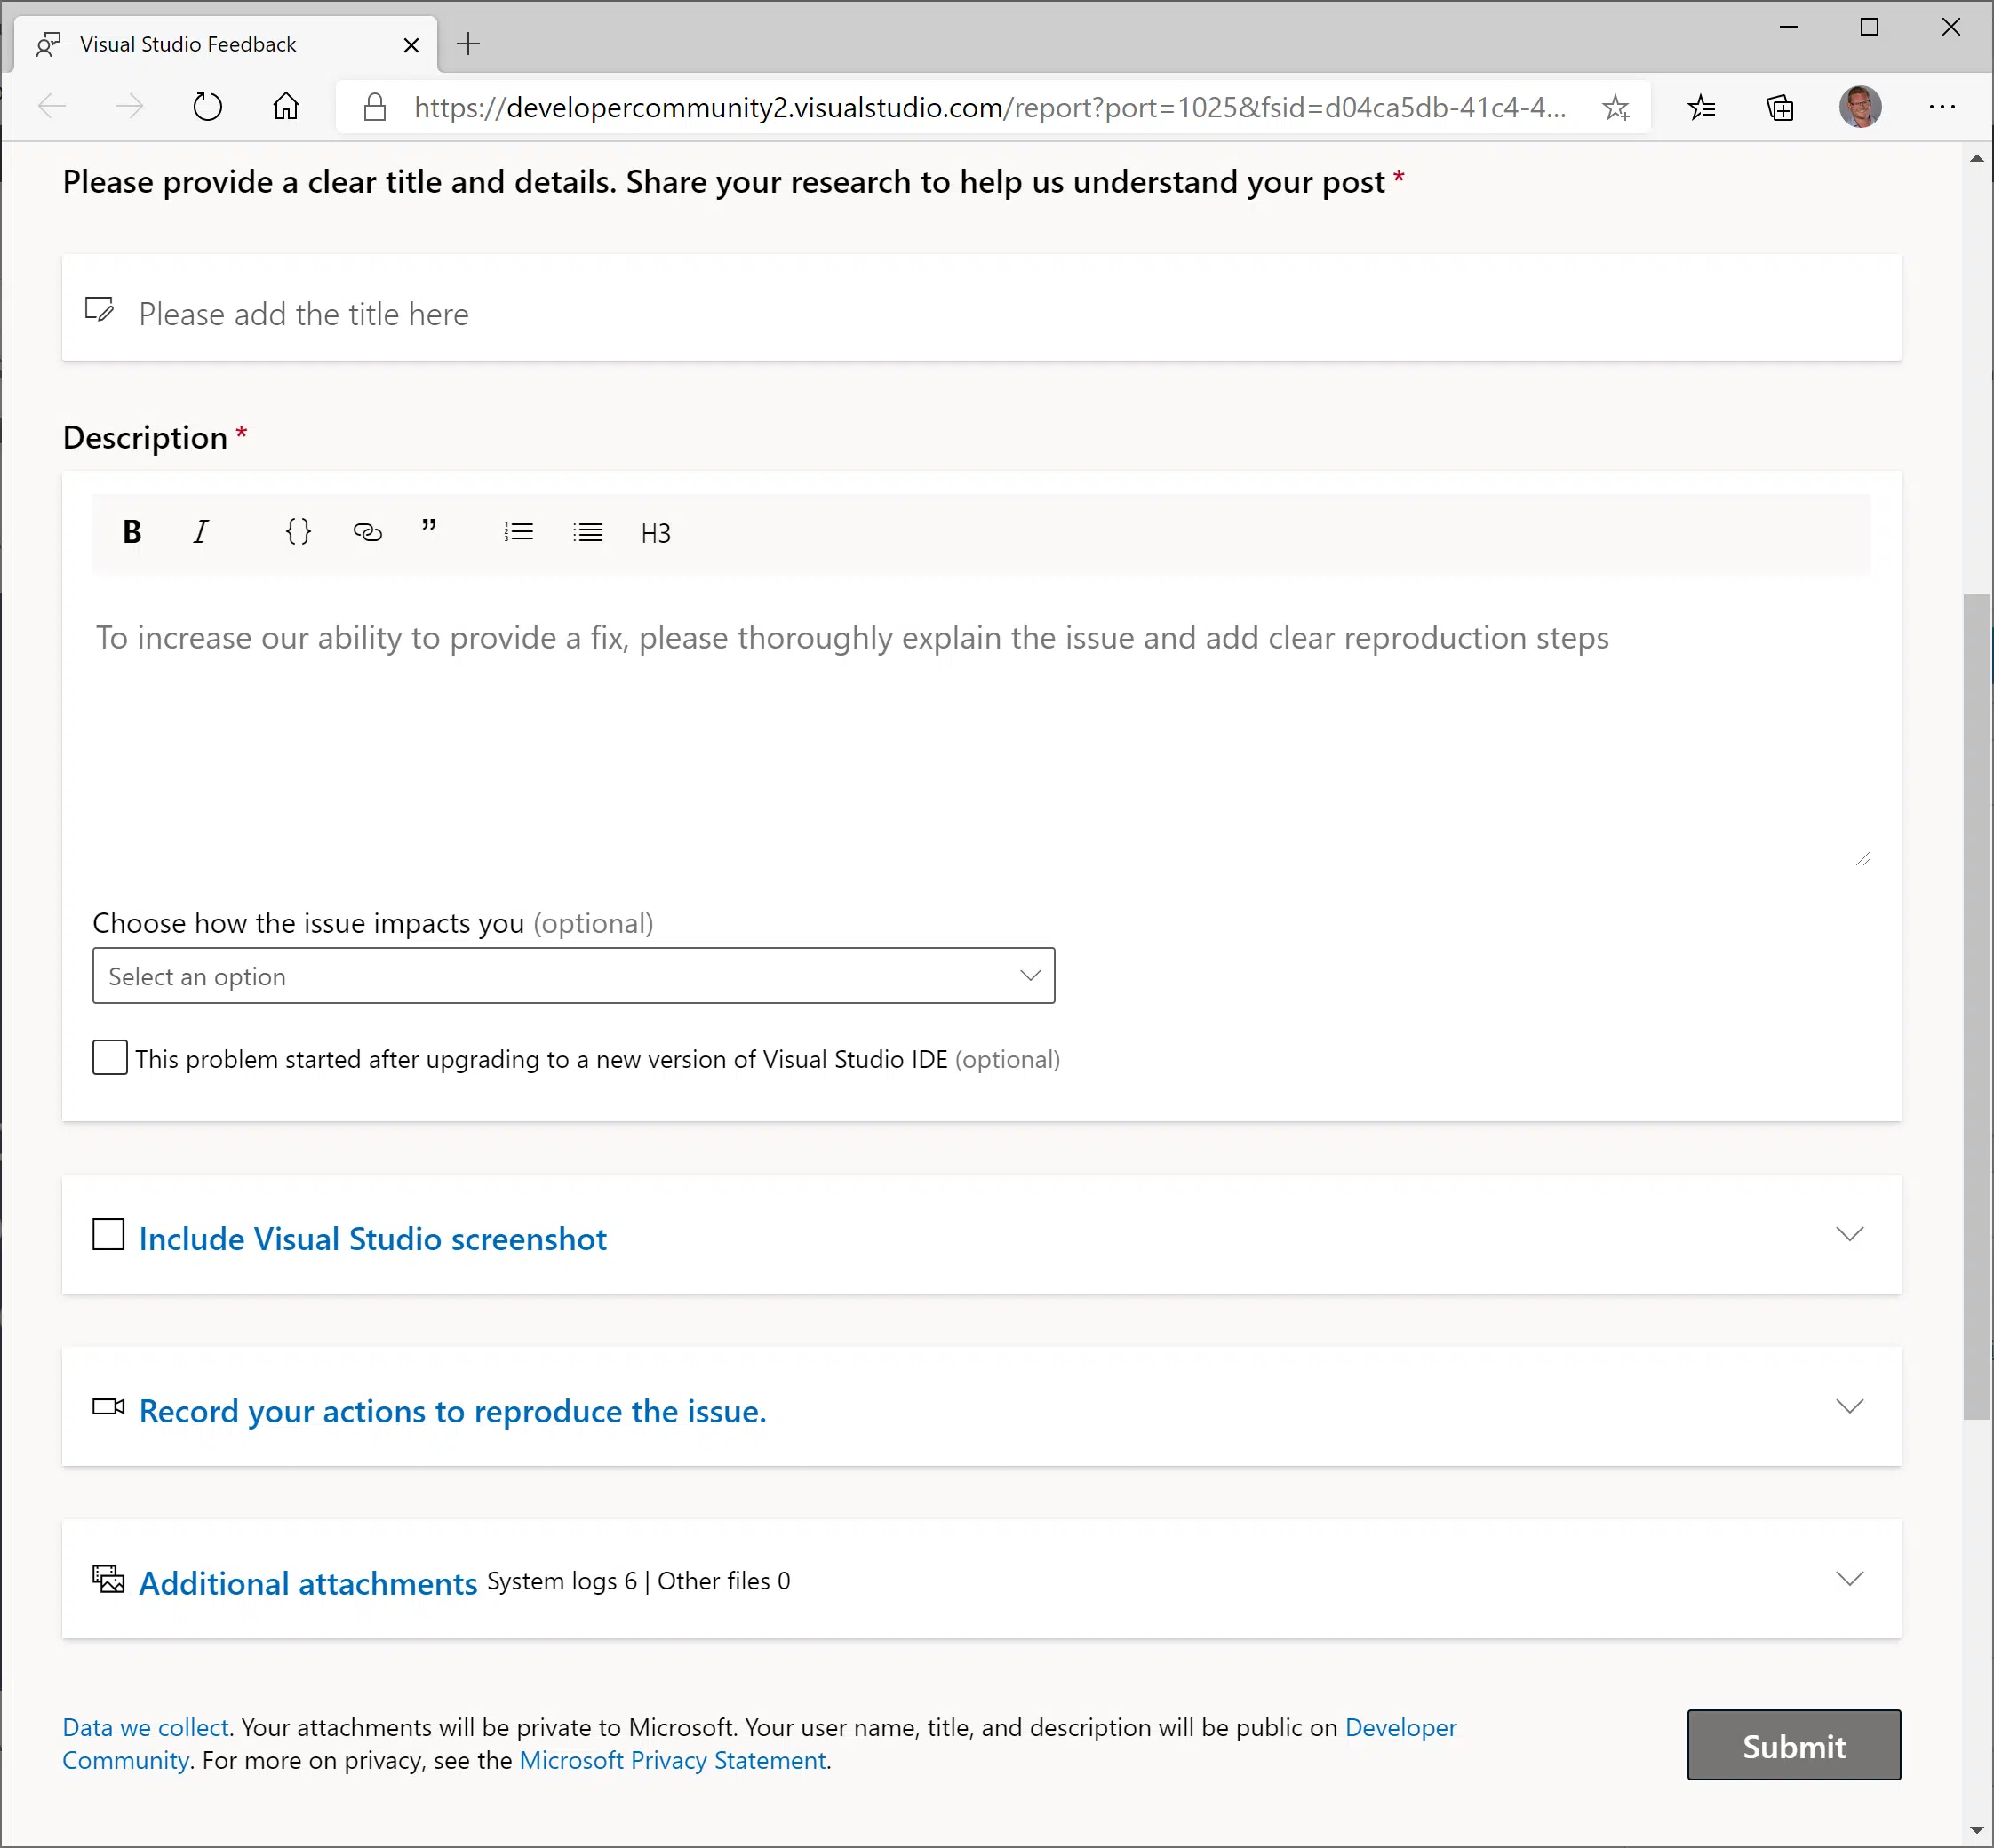 Visual Studio Feedback
https://developercommunity2.visualstudio.com/report?port=1025&fsid=d04ca5db-41c4-4...
Please provide a clear title and details. Share your research to help us understand your post *
Please add the title here
Description *
B I {} ” H3
To increase our ability to provide a fix, please thoroughly explain the issue and add clear reproduction steps
Choose how the issue impacts you (optional)
Select an option
This problem started after upgrading to a new version of Visual Studio IDE (optional)
Include Visual Studio screenshot
Record your actions to reproduce the issue.
Additional attachments System logs 6 | Other files 0
Data we collect. Your attachments will be private to Microsoft. Your user name, title, and description will be public on Developer
Community. For more on privacy, see the Microsoft Privacy Statement.
Submit